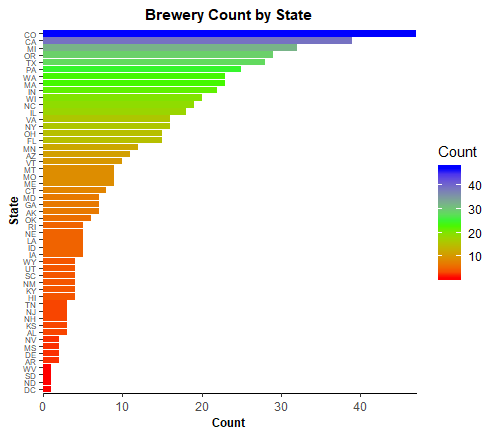 Brewery Count by State
CO
CA
MI
OR
TX
PA
WA
MA
IN
WI
NC
IL
VA
NY
OH
FL
MN
AZ
VT
MT
MO
ME
CT
MD
GA
AK
OK
RI
NE
LA
ID
IA
WY
UT
SC
NM
KY
HI
TN
NJ
NH
KS
AL
NV
MS
DE
AR
WV
SD
ND
DC
State
0 10 20 30 40
Count
Count
40
30
20
10